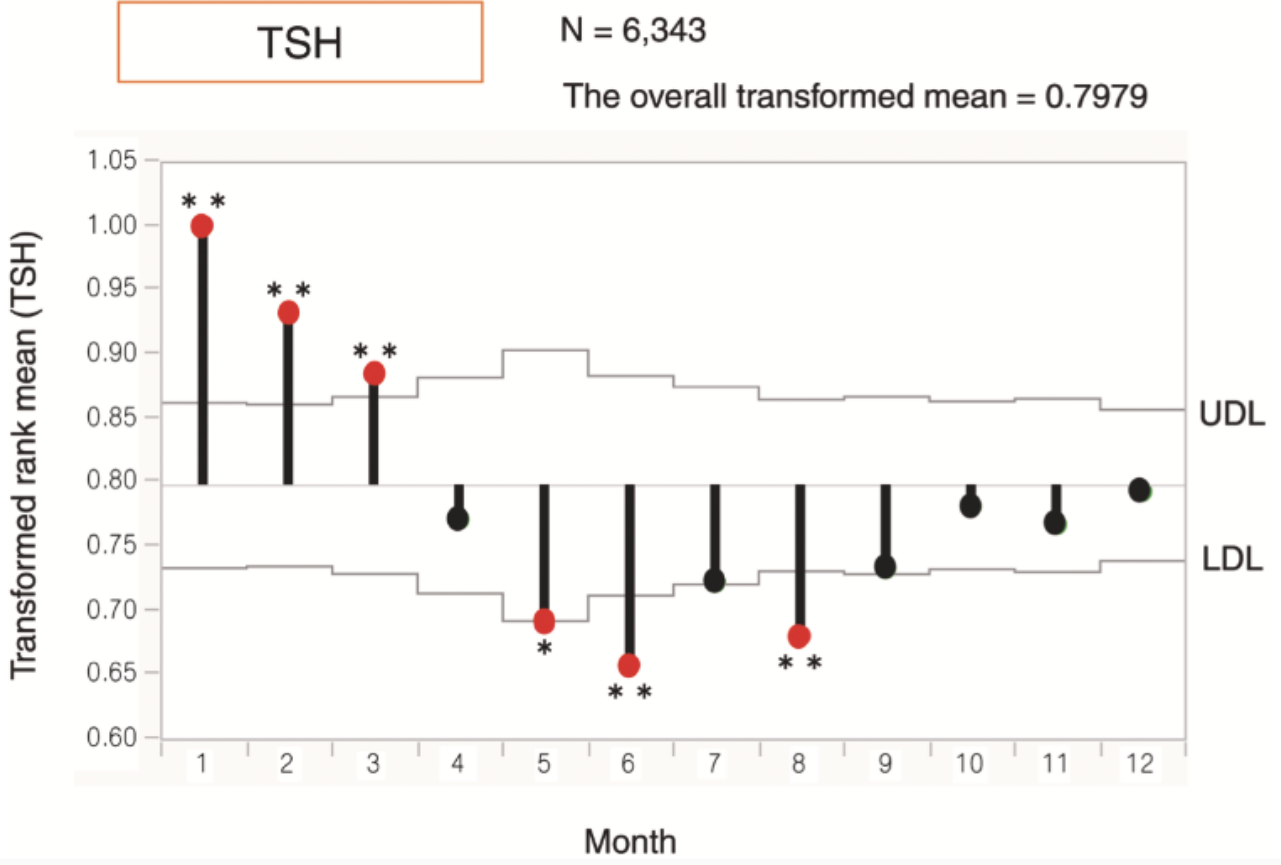 TSH
N = 6,343
The overall transformed mean = 0.7979
Transformed rank mean (TSH)
1.05
1.00
0.95
0.90
0.85
0.80
0.75
0.70
0.65
0.60
* *
* *
* *
*
* *
* *
UDL
LDL
1 2 3 4 5 6 7 8 9 10 11 12
Month